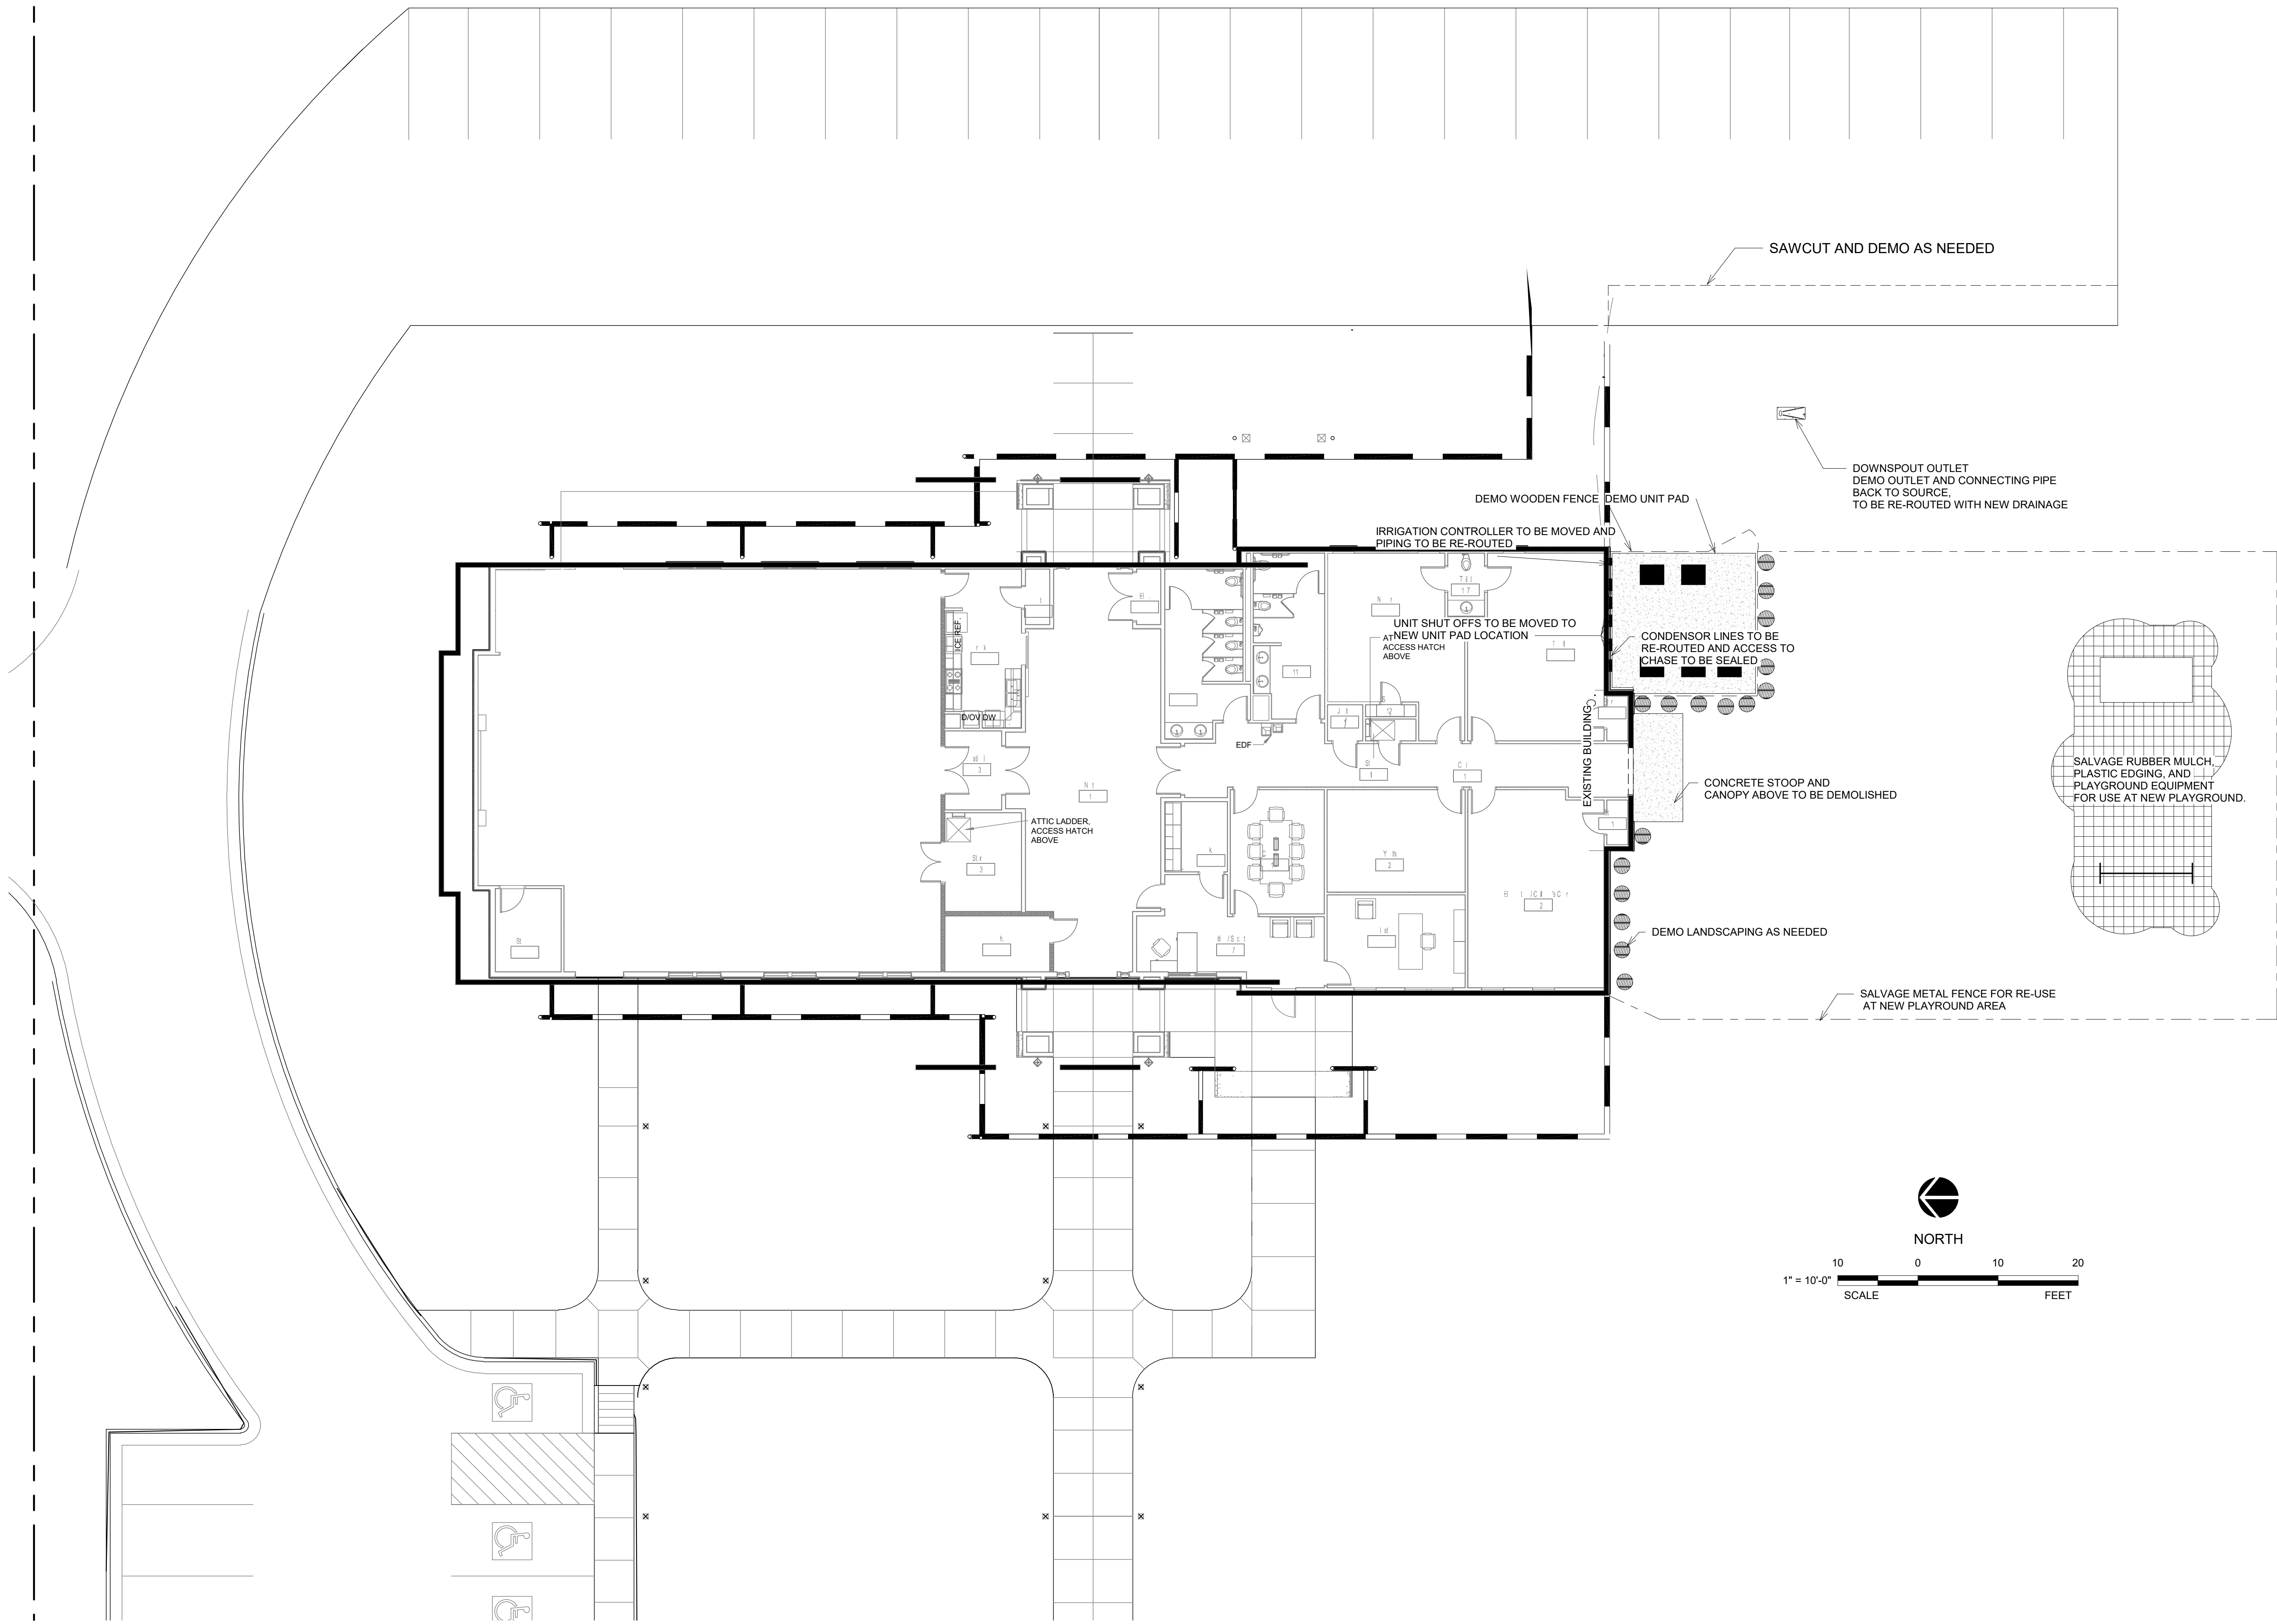 SAWCUT AND DEMO AS NEEDED
DOWNSPOUT OUTLET
DEMO OUTLET AND CONNECTING PIPE
BACK TO SOURCE,
TO BE RE-ROUTED WITH NEW DRAINAGE
DEMO WOODEN FENCE
DEMO UNIT PAD
IRRIGATION CONTROLLER TO BE MOVED AND
PIPING TO BE RE-ROUTED
UNIT SHUT OFFS TO BE MOVED TO
NEW UNIT PAD LOCATION
ACCESS HATCH
ABOVE
CONDENSOR LINES TO BE
RE-ROUTED AND ACCESS TO
CHASE TO BE SEALED
ICE REF.
D/OV DW
EDF
17
11
EXISTING BUILDING
ATTIC LADDER,
ACCESS HATCH
ABOVE
CONCRETE STOOP AND
CANOPY ABOVE TO BE DEMOLISHED
SALVAGE RUBBER MULCH,
PLASTIC EDGING, AND
PLAYGROUND EQUIPMENT
FOR USE AT NEW PLAYGROUND.
DEMO LANDSCAPING AS NEEDED
SALVAGE METAL FENCE FOR RE-USE
AT NEW PLAYROUND AREA
NORTH
10 0 10 20
1" = 10'-0"
SCALE FEET